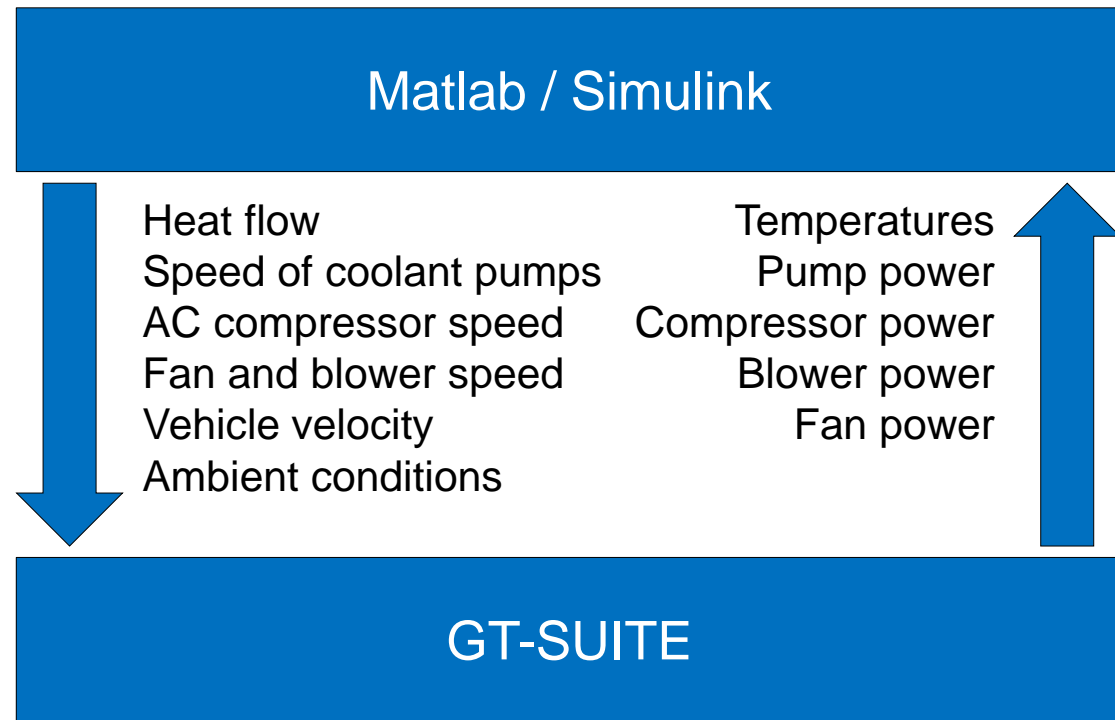 Matlab / Simulink
Heat flow
Speed of coolant pumps
AC compressor speed
Fan and blower speed
Vehicle velocity
Ambient conditions
Temperatures
Pump power
Compressor power
Blower power
Fan power
GT-SUITE